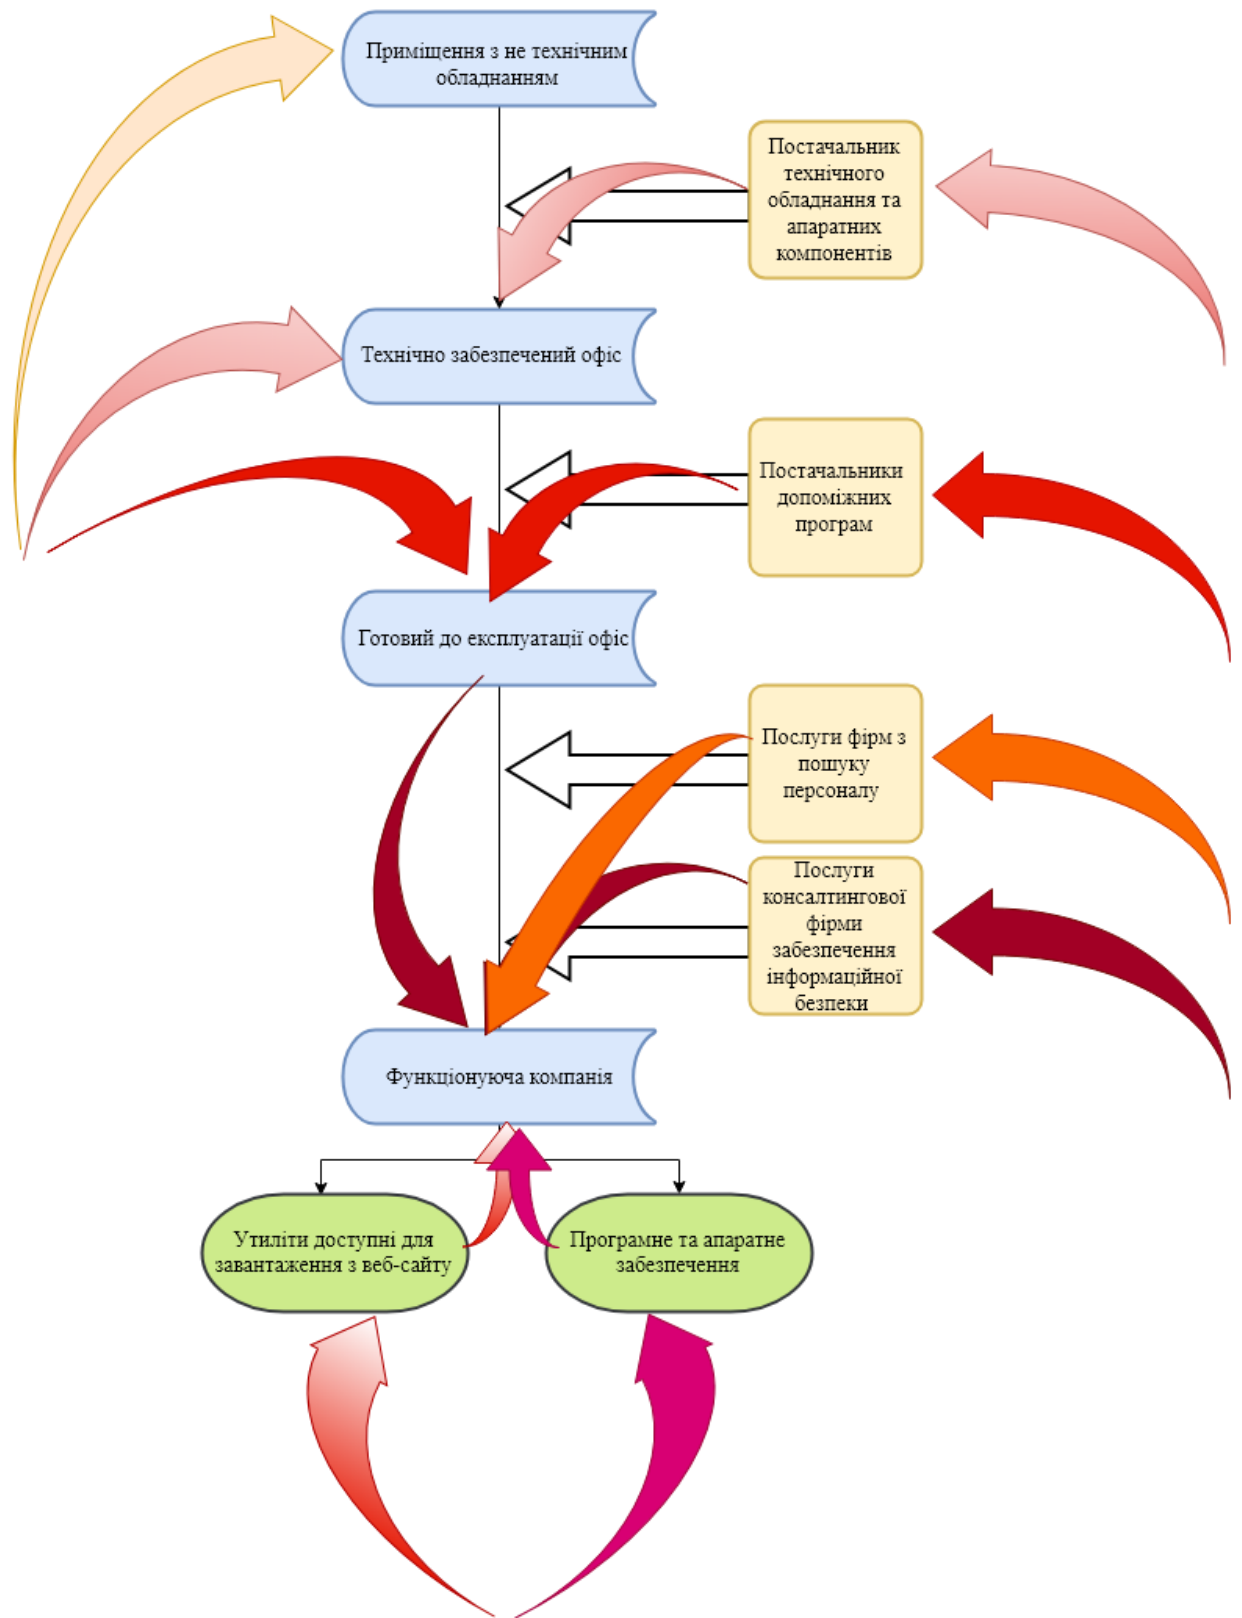 Приміщення з не технічним
обладнанням
Постачальник
технічного
обладнання та
апаратних
компонентів
Технічно забезпечений офіс
Постачальники
допоміжних
програм
Готовий до експлуатації офіс
Послуги фірм з
пошуку
персоналу
Послуги
консалтингової
фірми
забезпечення
інформаційної
безпеки
Функціонуюча компанія
Утиліти доступні для
завантаження з веб-сайту
Програмне та апаратне
забезпечення